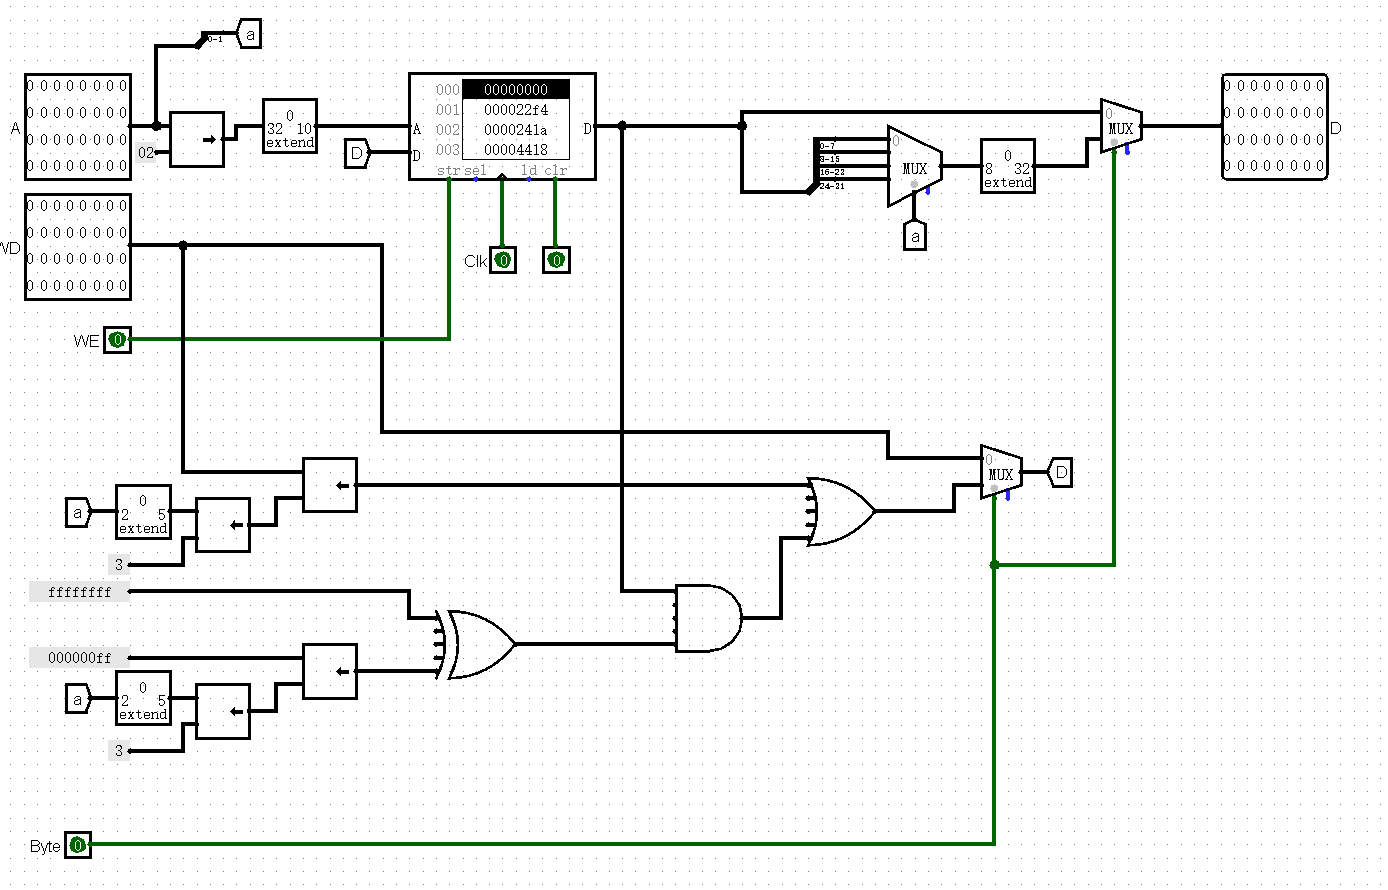 a
0-1
0 0 0 0 0 0 0 0
0 0 0 0 0 0 0 0
0 0 0 0 0 0 0 0
0 0 0 0 0 0 0 0
A
02
0
32 10
extend
D
000 00000000
001 000022f4
002 0000241a
003 00004418
A
D
D
str sel ld clr
0-7
8-15
16-23
24-31
0
MUX
a
0
8 32
extend
0
MUX
0 0 0 0 0 0 0 0
0 0 0 0 0 0 0 0
0 0 0 0 0 0 0 0
0 0 0 0 0 0 0 0
D
0 0 0 0 0 0 0 0
0 0 0 0 0 0 0 0
0 0 0 0 0 0 0 0
0 0 0 0 0 0 0 0
WD
Clk 0
0
WE 0
0
MUX
D
a
0
2 5
extend
3
ffffffff
000000ff
a
0
2 5
extend
3
Byte 0